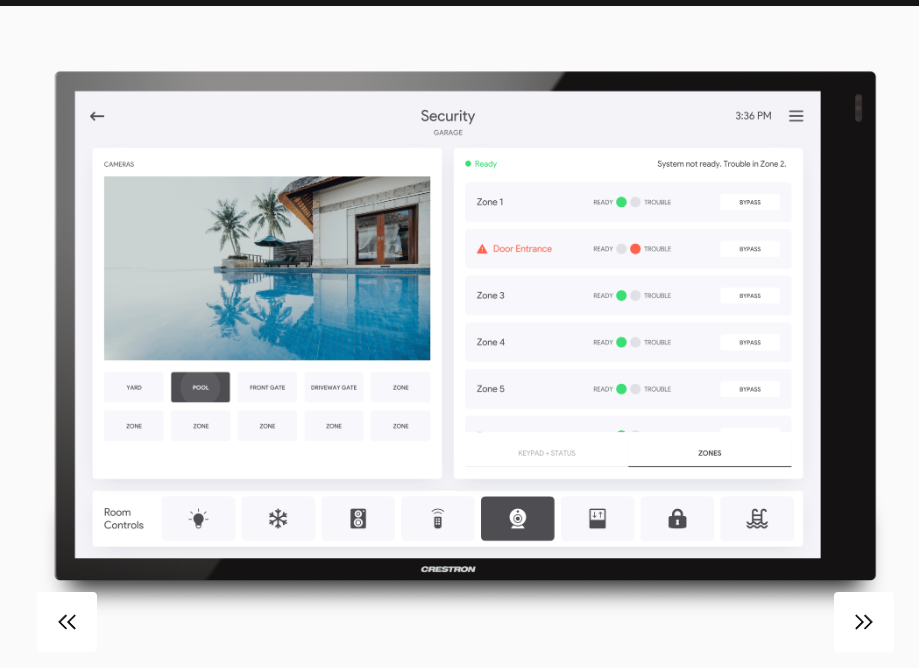 Security
GARAGE
3:36 PM
CAMERAS
YARD
POOL
FRONT GATE
DRIVEWAY GATE
ZONE
ZONE
ZONE
ZONE
ZONE
ZONE
Ready
System not ready. Trouble in Zone 2.
Zone 1 READY TROUBLE BYPASS
Door Entrance READY TROUBLE BYPASS
Zone 3 READY TROUBLE BYPASS
Zone 4 READY TROUBLE BYPASS
Zone 5 READY TROUBLE BYPASS
KEYPAD + STATUS
ZONES
Room
Controls
CRESTRON